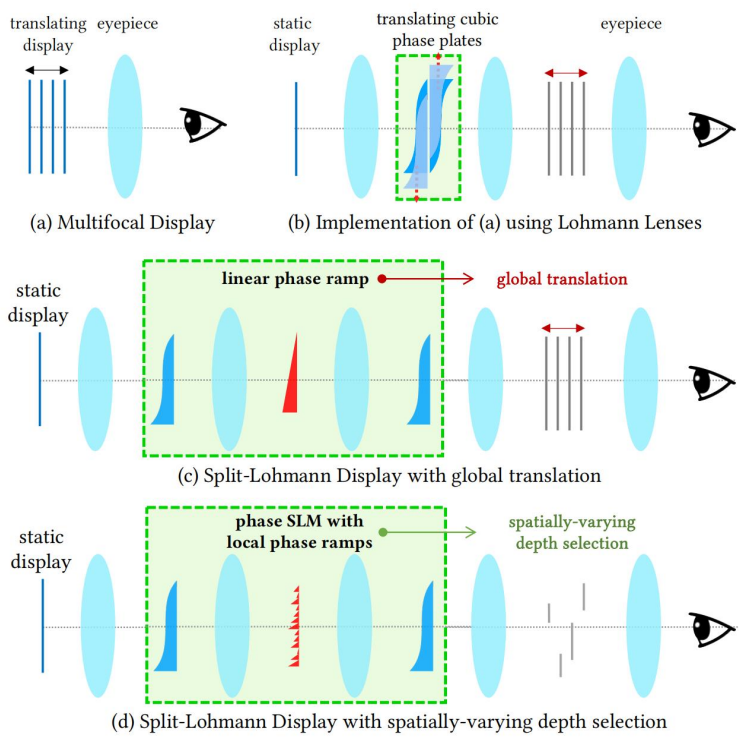 translating
display
eyepiece
(a) Multifocal Display
static
display
translating cubic
phase plates
eyepiece
(b) Implementation of (a) using Lohmann Lenses
static
display
linear phase ramp
global translation
(c) Split-Lohmann Display with global translation
static
display
phase SLM with
local phase ramps
spatially-varying
depth selection
(d) Split-Lohmann Display with spatially-varying depth selection